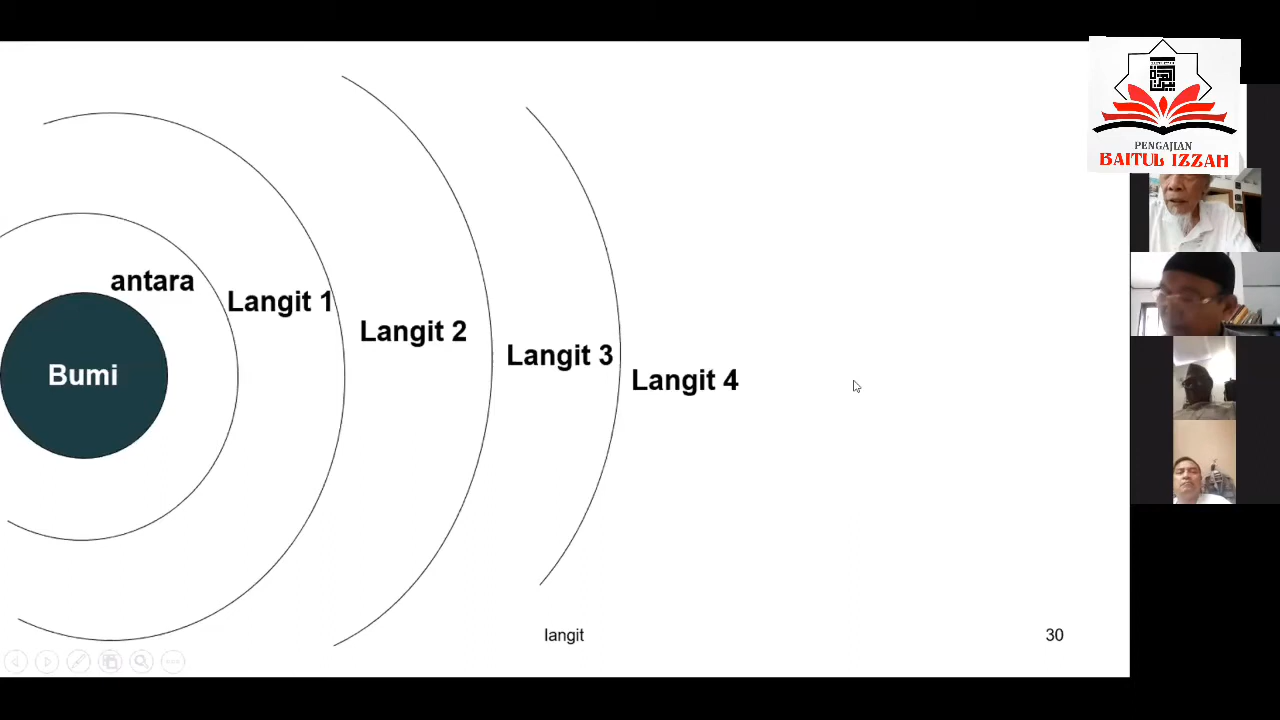 PENGAJIAN
BAITUL IZZAH
antara
Langit 1
Langit 2
Langit 3
Bumi
Langit 4
langit
30